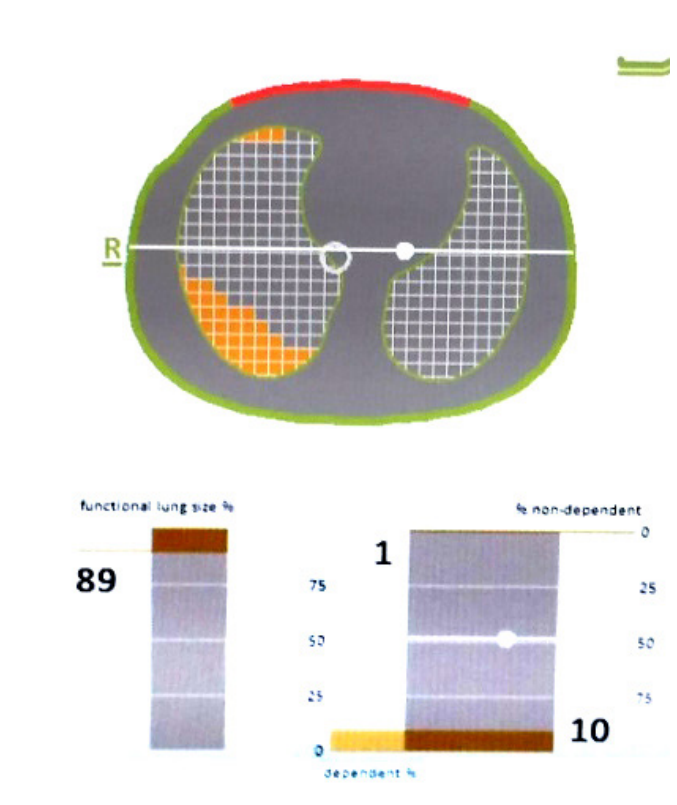 R
functional lung size %
% non-dependent
0
1
89
75
25
50
50
25
75
10
0
dependent %